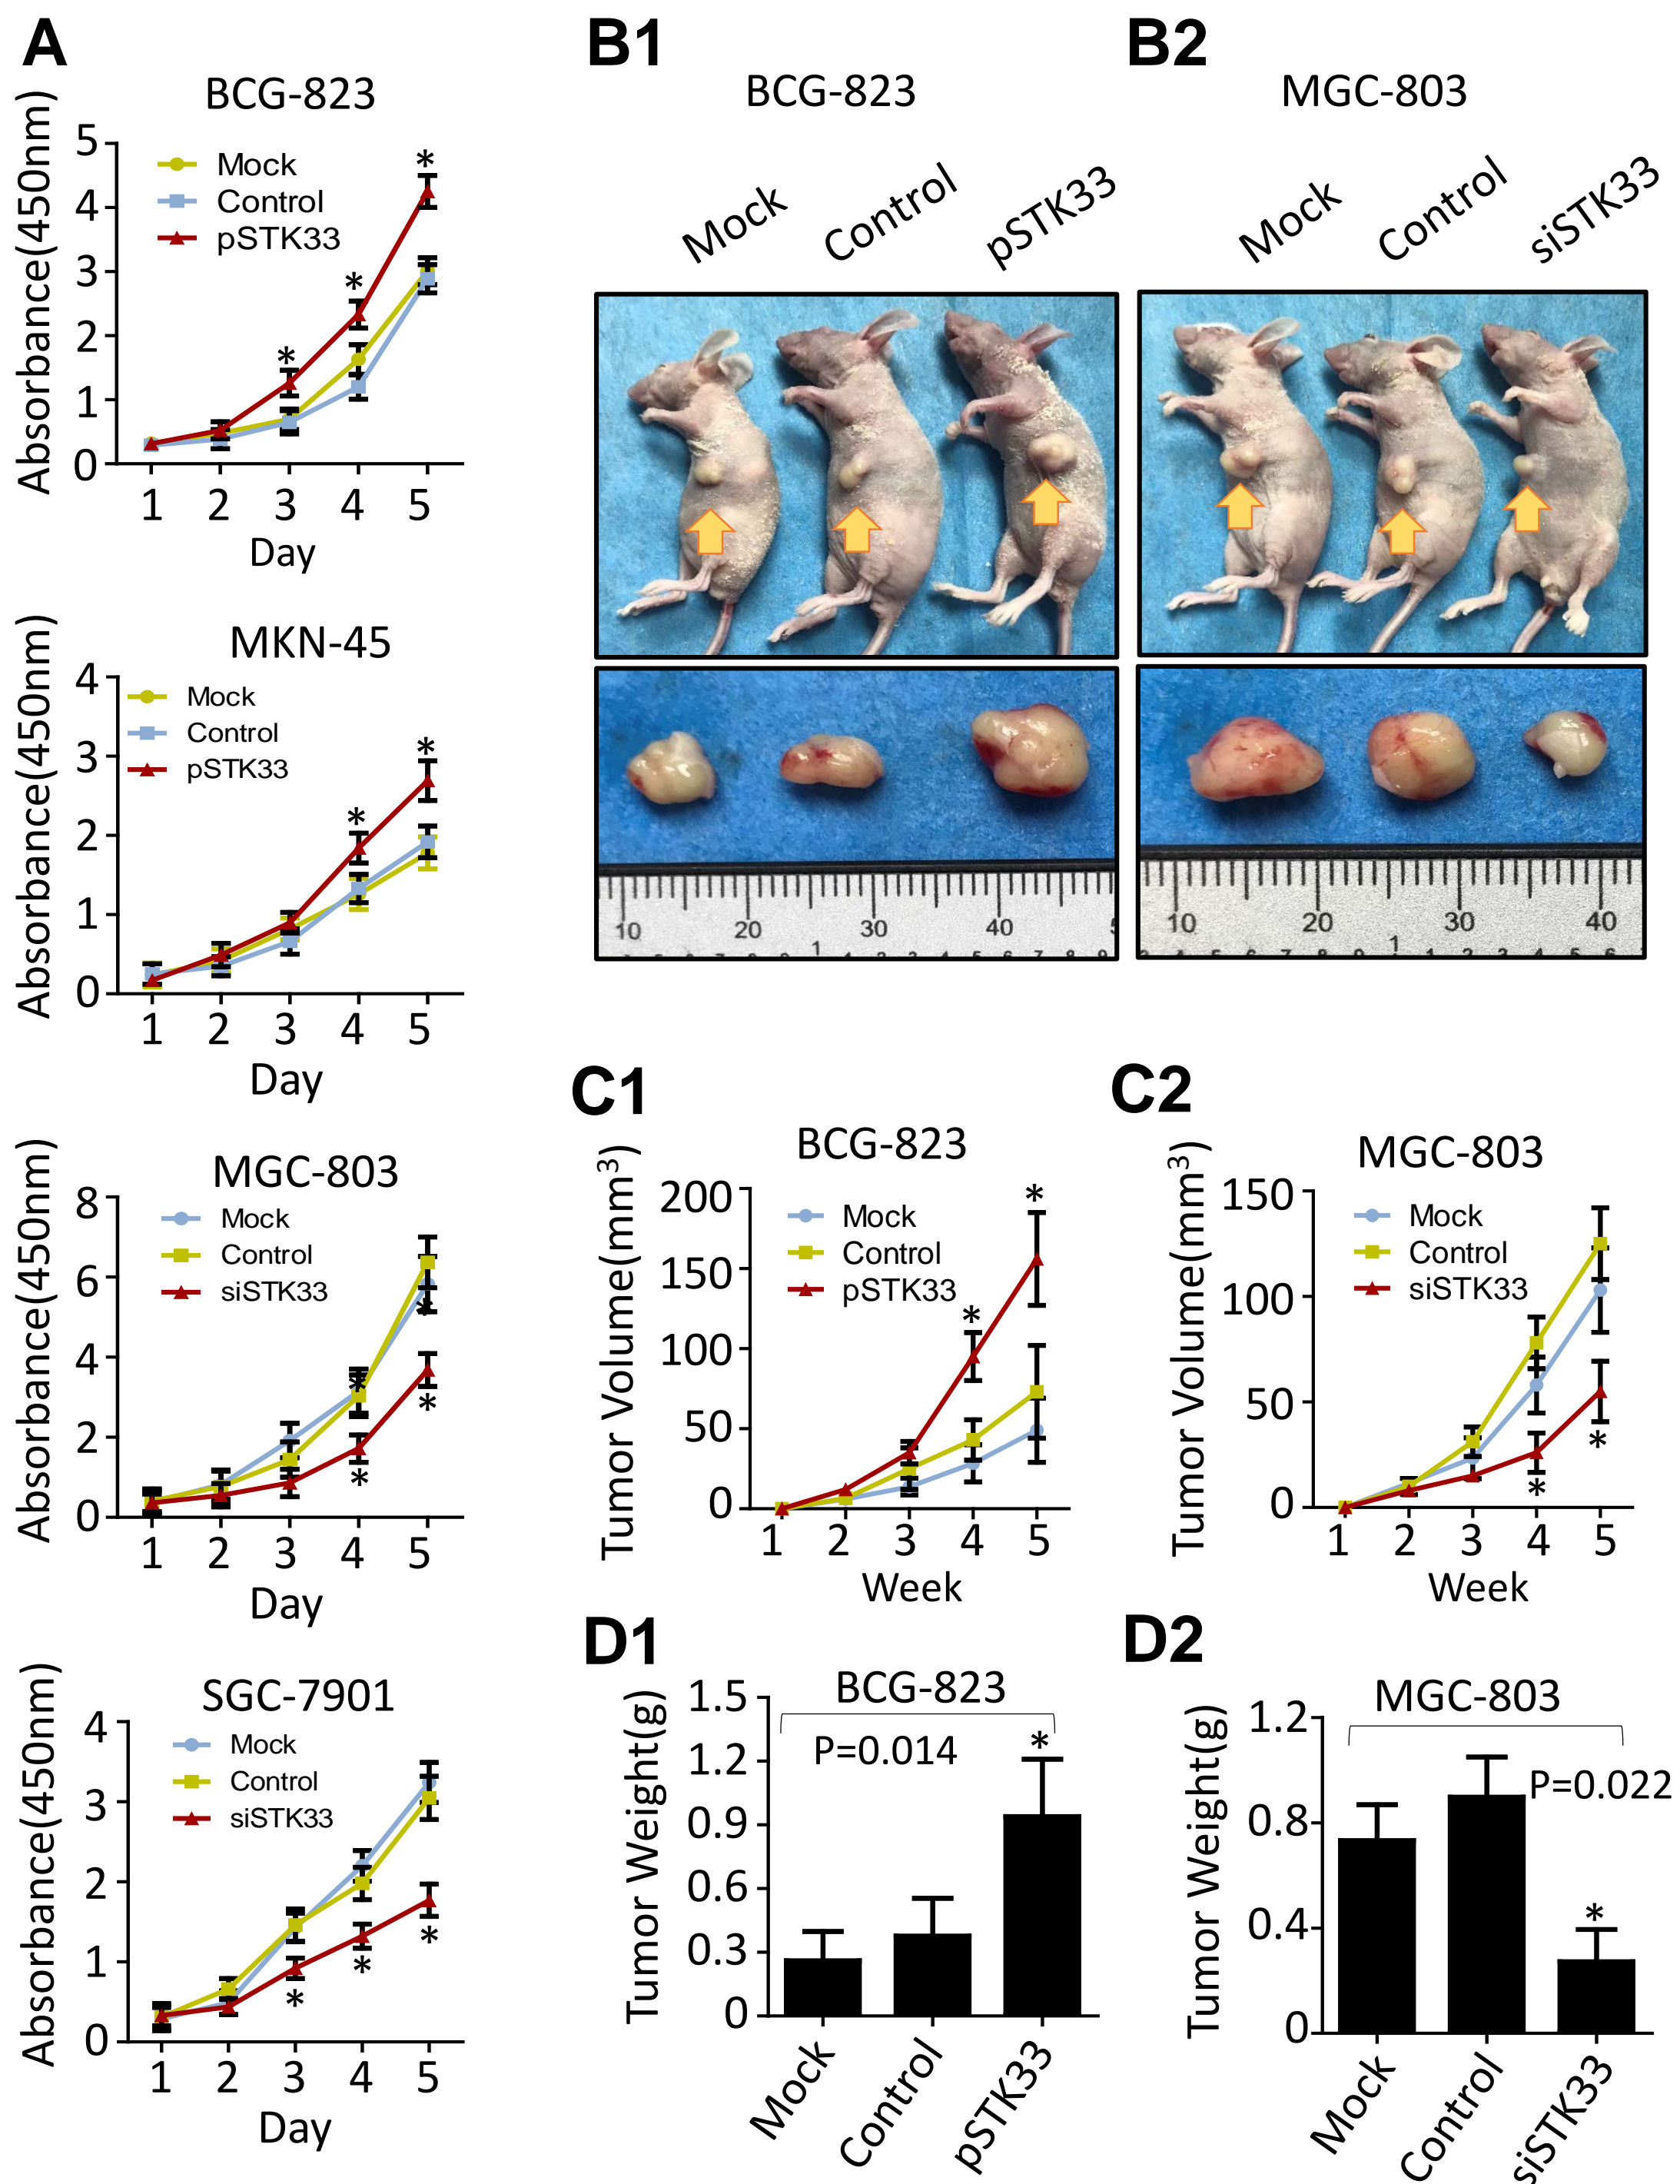 A
BCG-823
Absorbance(450nm)
5
4
3
2
1
0
Mock
Control
pSTK33
*
*
*
1 2 3 4 5
Day
MKN-45
Absorbance(450nm)
4
3
2
1
0
Mock
Control
pSTK33
*
*
1 2 3 4 5
Day
MGC-803
Absorbance(450nm)
8
6
4
2
0
Mock
Control
siSTK33
*
*
*
*
1 2 3 4 5
Day
SGC-7901
Absorbance(450nm)
4
3
2
1
0
Mock
Control
siSTK33
*
*
*
1 2 3 4 5
Day
B1
BCG-823
Mock Control pSTK33
10 20 30 40
B2
MGC-803
Mock Control siSTK33
10 20 30 40
C1
BCG-823
Tumor Volume(mm³)
200
150
100
50
0
Mock
Control
pSTK33
*
*
1 2 3 4 5
Week
C2
MGC-803
Tumor Volume(mm³)
150
100
50
0
Mock
Control
siSTK33
*
*
1 2 3 4 5
Week
D1
BCG-823
Tumor Weight(g)
1.5
1.2
0.9
0.6
0.3
0
P=0.014
*
Mock Control pSTK33
D2
MGC-803
Tumor Weight(g)
1.2
0.8
0.4
0
P=0.022
*
Mock Control siSTK33